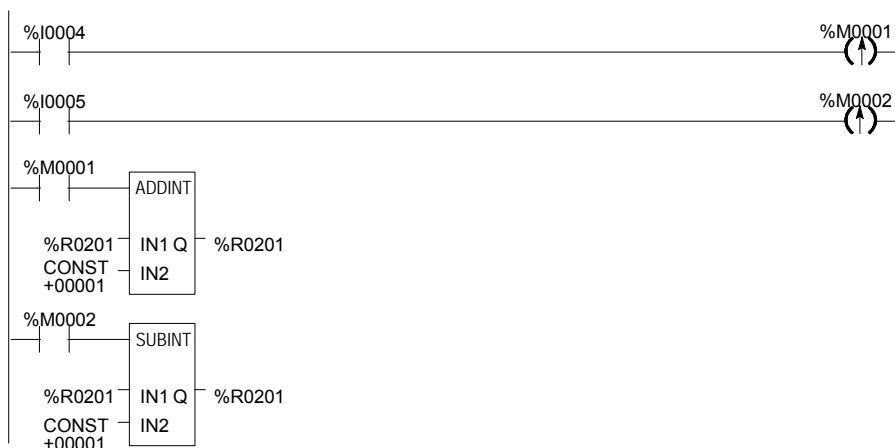 %I0004 %M0001
%I0005 %M0002
%M0001
ADDINT
%R0201 IN1 Q %R0201
CONST IN2
+00001
%M0002
SUBINT
%R0201 IN1 Q %R0201
CONST IN2
+00001